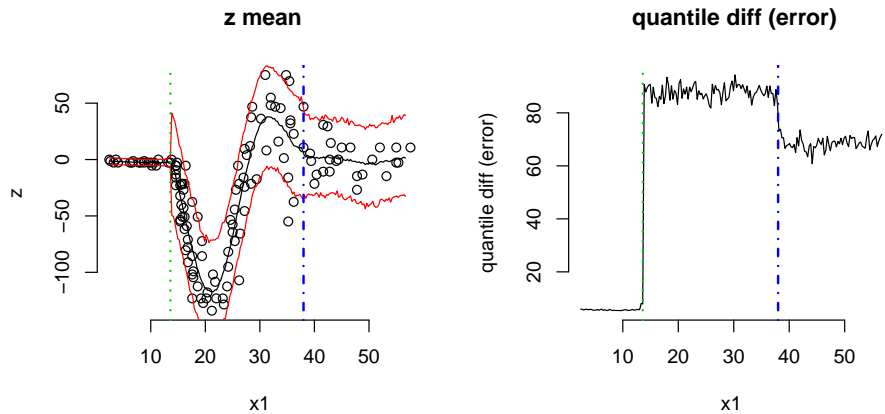 z mean
quantile diff (error)
z
50
0
−50
−100
10 20 30 40 50
x1
quantile diff (error)
80
60
40
20
10 20 30 40 50
x1